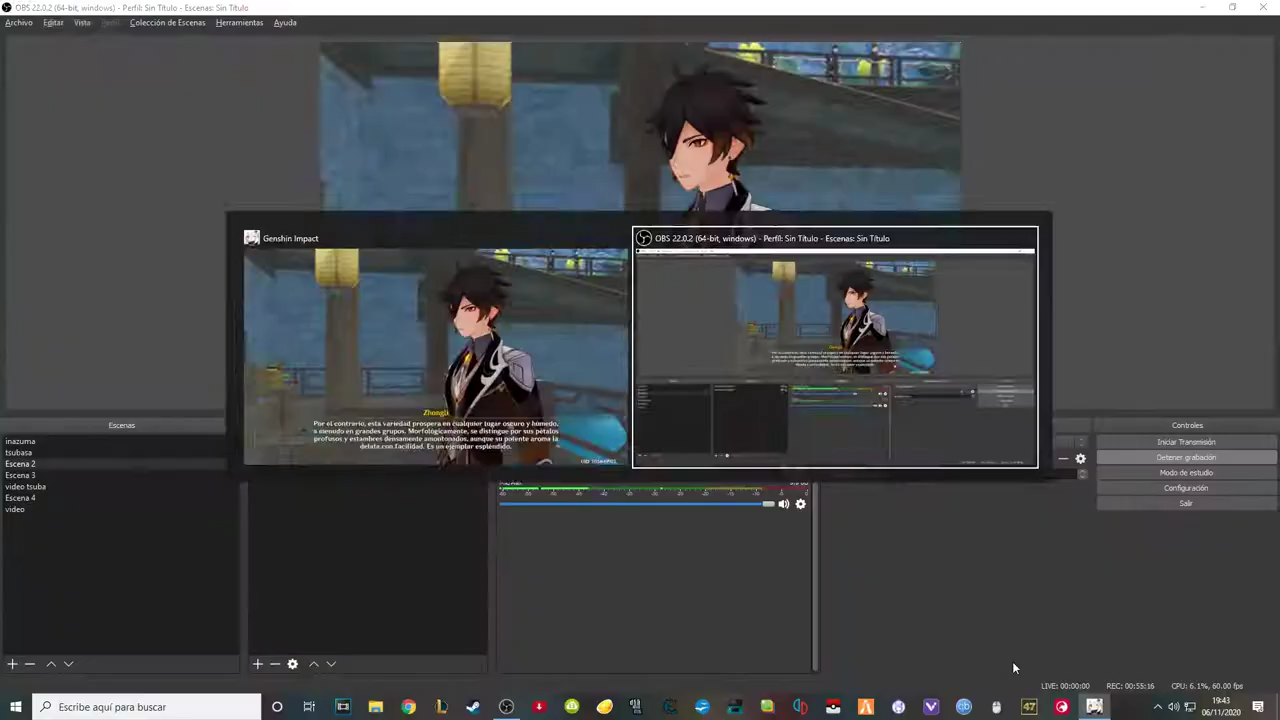 OBS 22.0.2 (64-bit, windows) - Perfil: Sin Título - Escenas: Sin Título
Archivo Editar Vista Colección de Escenas Herramientas Ayuda
Genshin Impact
OBS 22.0.2 (64-bit, windows) - Perfil: Sin Título - Escenas: Sin Título
Zhongli
Por el contrario, esta variedad prospera en cualquier lugar oscuro y húmedo,
a menudo en grandes grupos. Morfológicamente, se distingue por sus pétalos
profusos y estambres densamente amontonados, aunque su potente aroma la
delata con facilidad. Es un ejemplar espléndido.
Escenas
inazuma
tsubasa
Escena 2
Escena 3
video tsuba
Escena 4
video
Controles
Iniciar Transmisión
Detener grabación
Modo de estudio
Configuración
Salir
LIVE: 00:00:00 REC: 00:55:16 CPU: 6.1%, 60.00 fps
Escribe aquí para buscar
47
19:43
06/11/2020